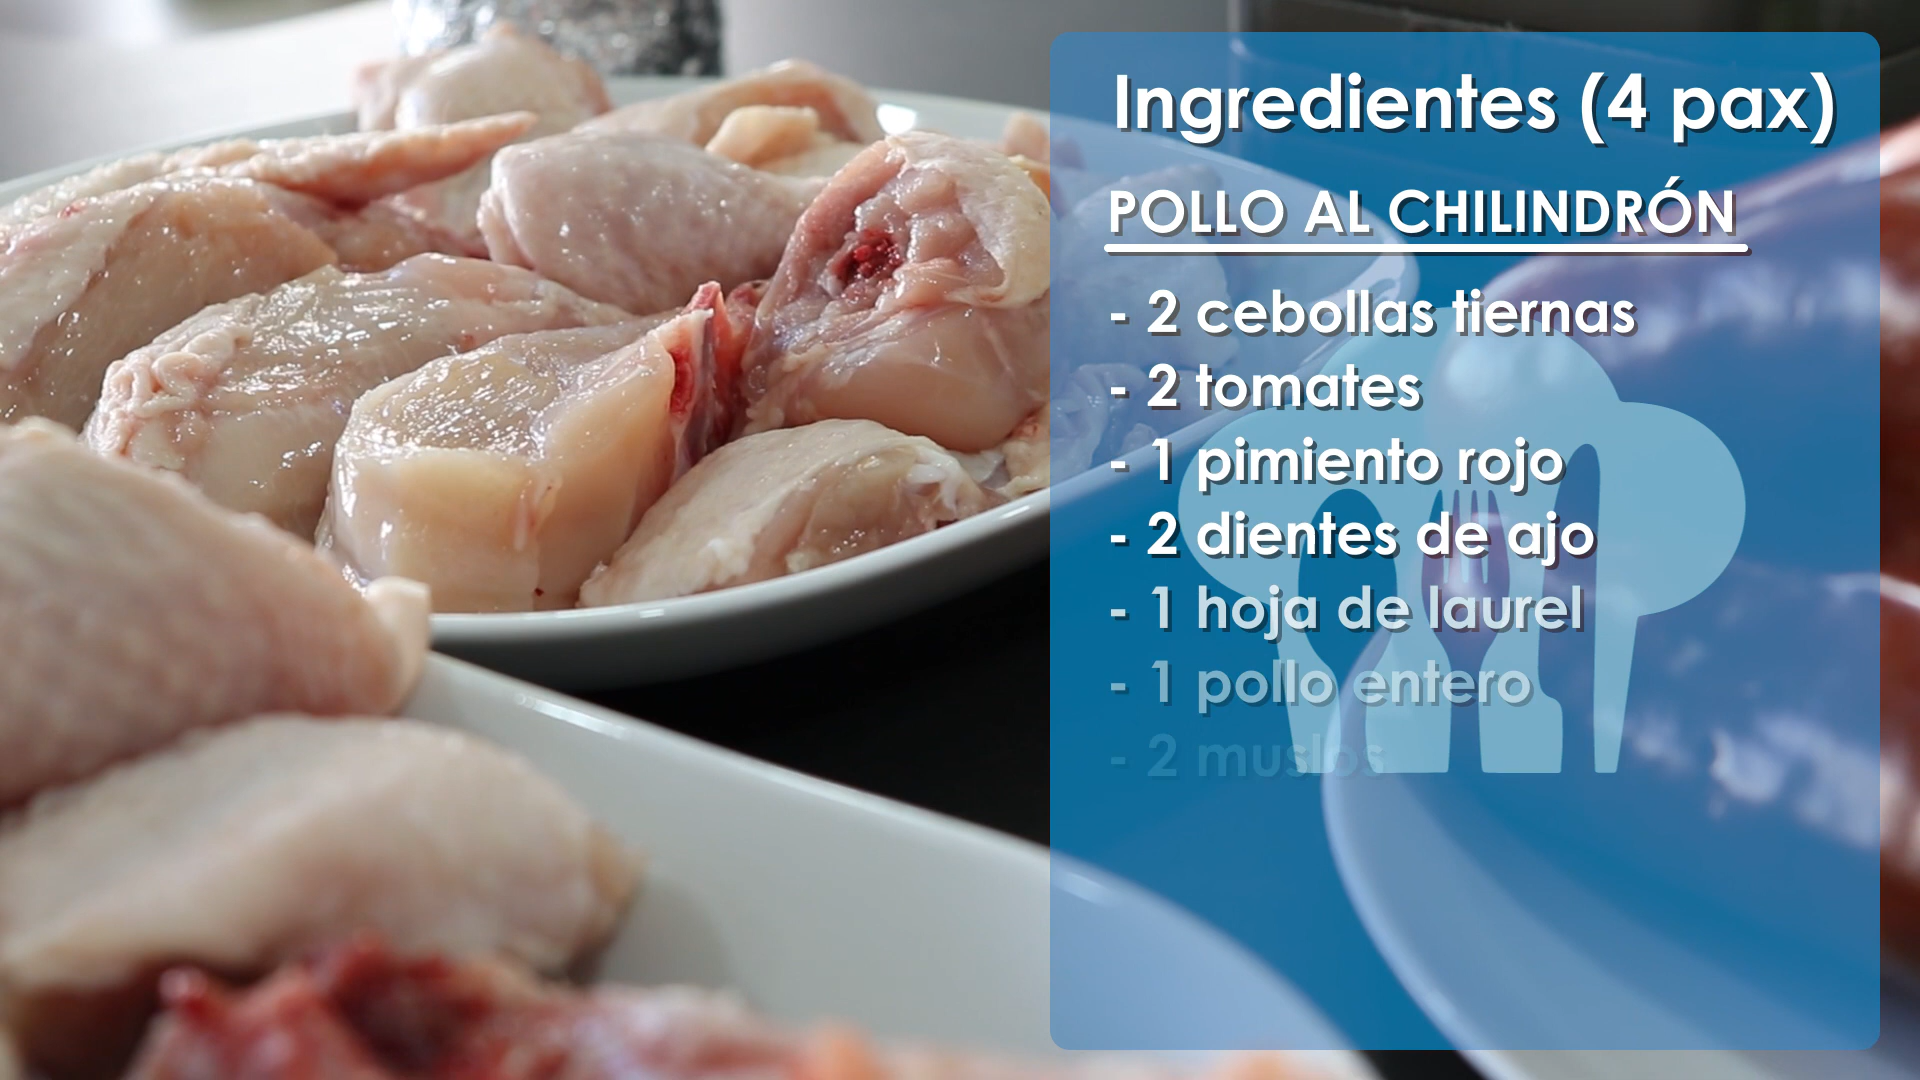 Ingredientes (4 pax)
POLLO AL CHILINDRÓN
- 2 cebollas tiernas
- 2 tomates
- 1 pimiento rojo
- 2 dientes de ajo
- 1 hoja de laurel
- 1 pollo entero
- 2 muslos